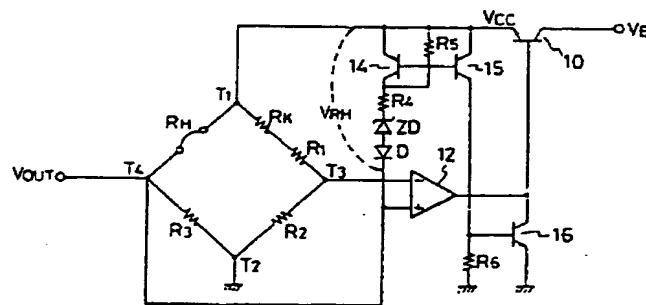 VCC
VB
R5
14
15
10
T1
RH
RK
VRH
R4
ZD
R1
D
12
VOUT
T4
T3
R3
R2
T2
R6
16